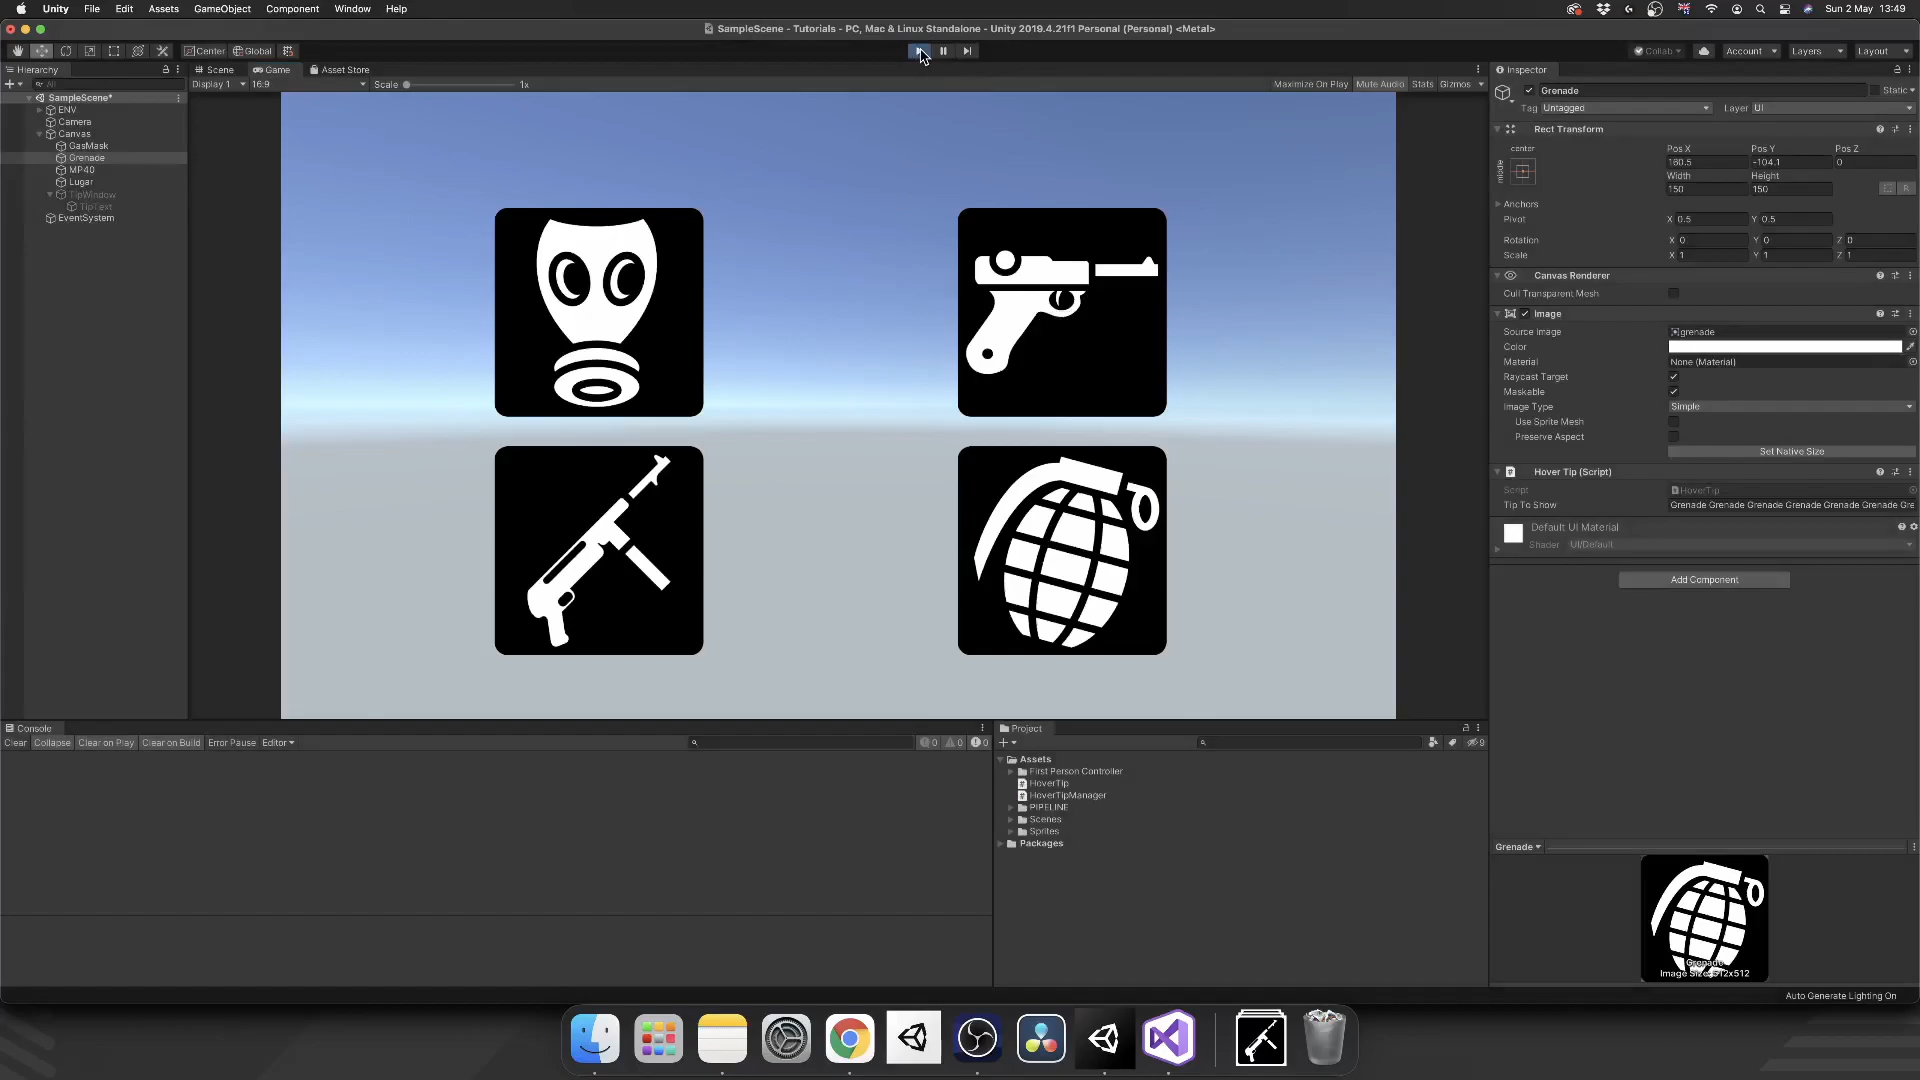 Unity File Edit Assets GameObject Component Window Help Sun 2 May 13:49
SampleScene - Tutorials - PC, Mac & Linux Standalone - Unity 2019.4.21f1 Personal (Personal) <Metal>
Center Global Collab Account Layers Layout
Hierarchy
All
SampleScene*
ENV
Camera
Canvas
GasMask
Grenade
MP40
Lugar
TipWindow
TipText
EventSystem
Scene Game Asset Store
Display 1 16:9 Scale 1x Maximize On Play Mute Audio Stats Gizmos
Inspector
Grenade Static
Tag Untagged Layer UI
Rect Transform
center
Pos X Pos Y Pos Z
160.5 -104.1 0
Width Height
150 150 R
Anchors
Pivot X 0.5 Y 0.5
Rotation X 0 Y 0 Z 0
Scale X 1 Y 1 Z 1
Canvas Renderer
Cull Transparent Mesh
Image
Source Image grenade
Color
Material None (Material)
Raycast Target
Maskable
Image Type Simple
Use Sprite Mesh
Preserve Aspect
Set Native Size
Hover Tip (Script)
Script HoverTip
Tip To Show Grenade Grenade Grenade Grenade Grenade Grenade Gre
Default UI Material
Shader UI/Default
Add Component
Console
Clear Collapse Clear on Play Clear on Build Error Pause Editor 0 0 0
Project
9
Assets
First Person Controller
HoverTip
HoverTipManager
PIPELINE
Scenes
Sprites
Packages
Grenade
Grenade
Image Size: 512x512
Auto Generate Lighting On